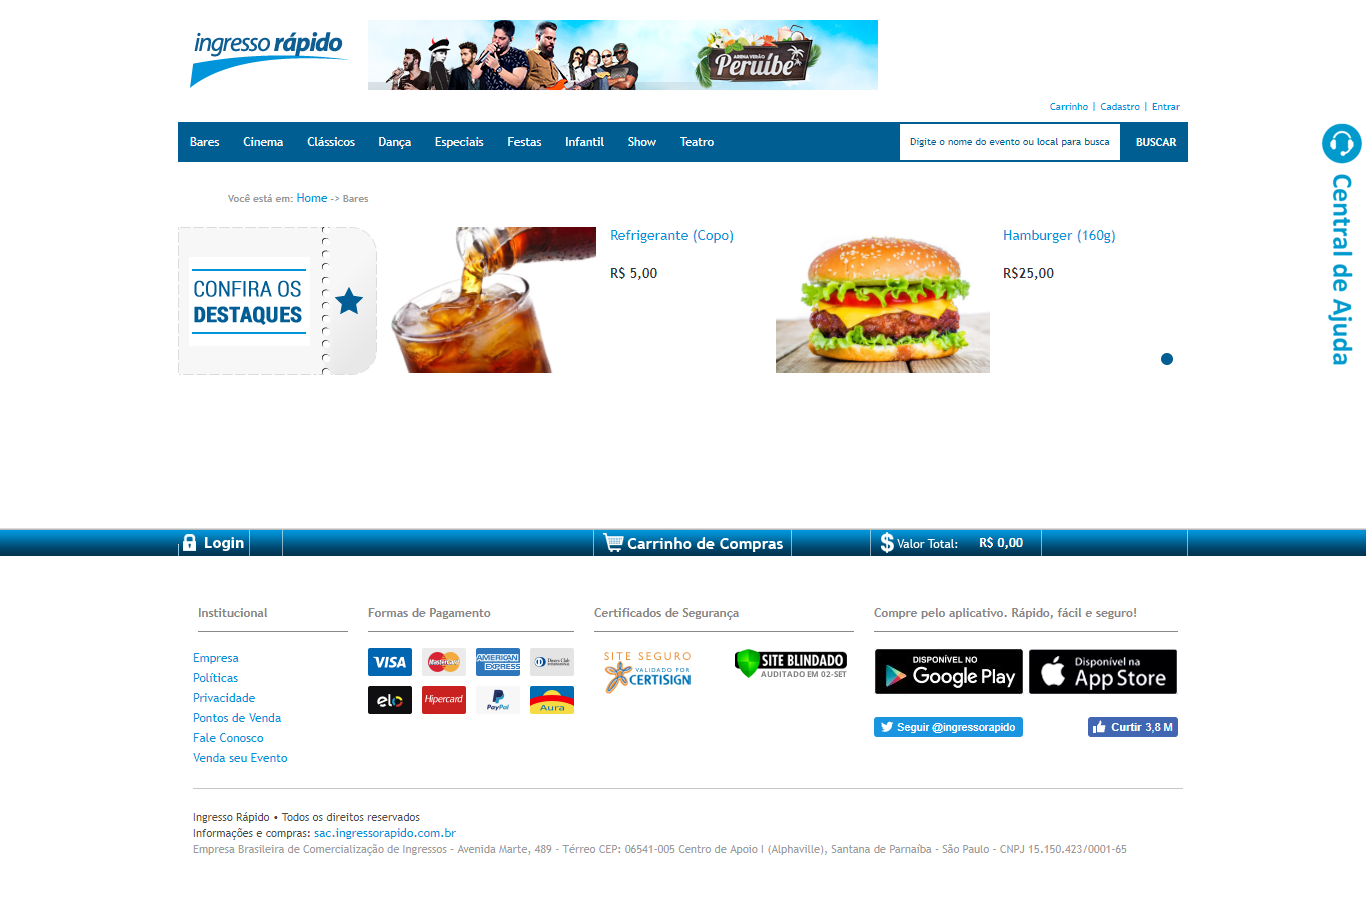 ingresso rápido
ARENA VERÃO
Peruíbe
Carrinho | Cadastro | Entrar
Bares Cinema Clássicos Dança Especiais Festas Infantil Show Teatro
Digite o nome do evento ou local para busca
BUSCAR
Central de Ajuda
Você está em: Home -> Bares
CONFIRA OS
DESTAQUES
Refrigerante (Copo)
R$ 5,00
Hamburger (160g)
R$25,00
Login
Carrinho de Compras
$ Valor Total: R$ 0,00
Institucional
Empresa
Políticas
Privacidade
Pontos de Venda
Fale Conosco
Venda seu Evento
Formas de Pagamento
VISA
MasterCard
AMERICAN EXPRESS
Diners Club
INTERNATIONAL
elo
Hipercard
PayPal
Aura
Certificados de Segurança
SITE SEGURO
VALIDADO POR
CERTISIGN
SITE BLINDADO
AUDITADO EM 02-SET
Compre pelo aplicativo. Rápido, fácil e seguro!
DISPONÍVEL NO
Google Play
Disponível na
App Store
Seguir @ingressorapido
Curtir 3,8 M
Ingresso Rápido • Todos os direitos reservados
Informações e compras: sac.ingressorapido.com.br
Empresa Brasileira de Comercialização de Ingressos - Avenida Marte, 489 - Térreo CEP: 06541-005 Centro de Apoio I (Alphaville), Santana de Parnaíba - São Paulo - CNPJ 15.150.423/0001-65